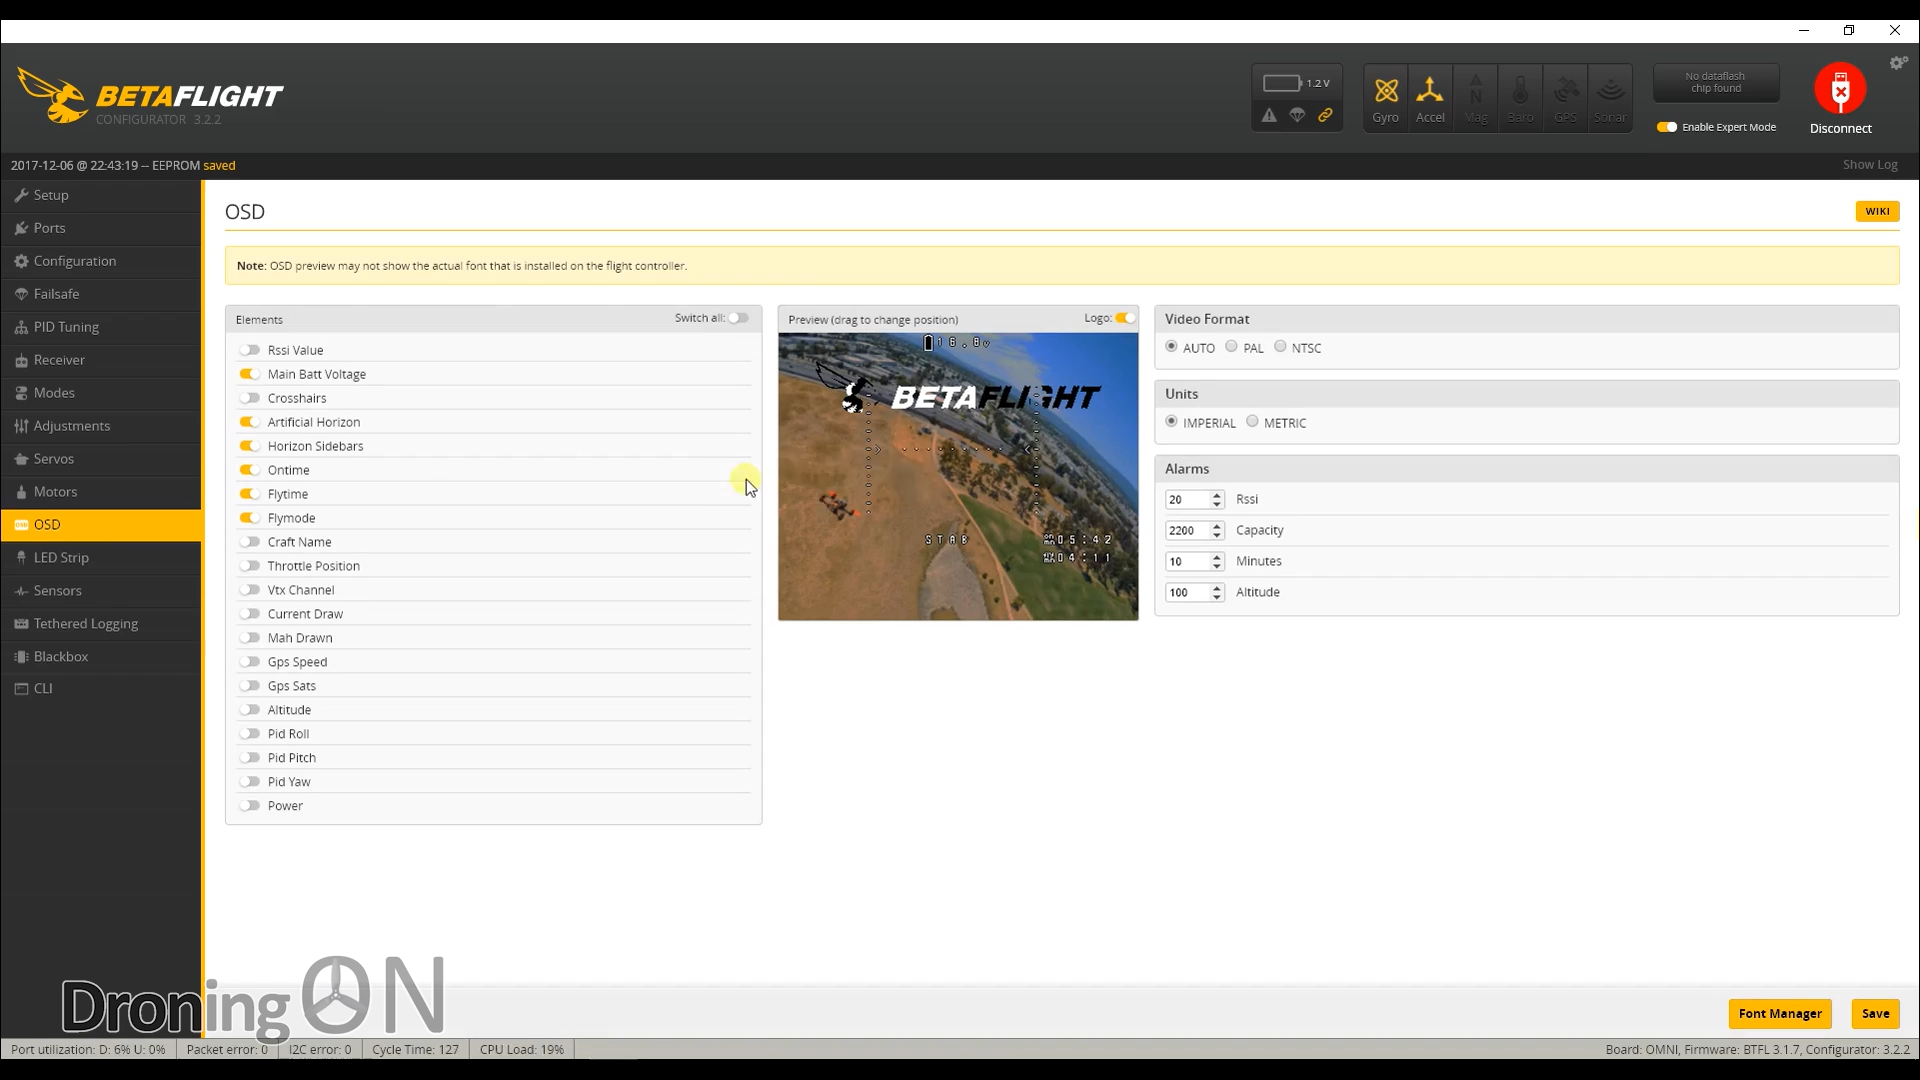 BETAFLIGHT
CONFIGURATOR 3.2.2
1.2 V
Gyro
Accel
Mag
Baro
GPS
Sonar
No dataflash
chip found
Enable Expert Mode
Disconnect
2017-12-06 @ 22:43:19 -- EEPROM saved
Show Log
Setup
Ports
Configuration
Failsafe
PID Tuning
Receiver
Modes
Adjustments
Servos
Motors
OSD
LED Strip
Sensors
Tethered Logging
Blackbox
CLI
OSD
WIKI
Note: OSD preview may not show the actual font that is installed on the flight controller.
Elements
Switch all:
Rssi Value
Main Batt Voltage
Crosshairs
Artificial Horizon
Horizon Sidebars
Ontime
Flytime
Flymode
Craft Name
Throttle Position
Vtx Channel
Current Draw
Mah Drawn
Gps Speed
Gps Sats
Altitude
Pid Roll
Pid Pitch
Pid Yaw
Power
Preview (drag to change position)
Logo:
16.8v
BETAFLIGHT
STAB
05:42
04:11
Video Format
AUTO PAL NTSC
Units
IMPERIAL METRIC
Alarms
20 Rssi
2200 Capacity
10 Minutes
100 Altitude
DroningON
Font Manager
Save
Port utilization: D: 6% U: 0%
Packet error: 0
I2C error: 0
Cycle Time: 127
CPU Load: 19%
Board: OMNI, Firmware: BTFL 3.1.7, Configurator: 3.2.2